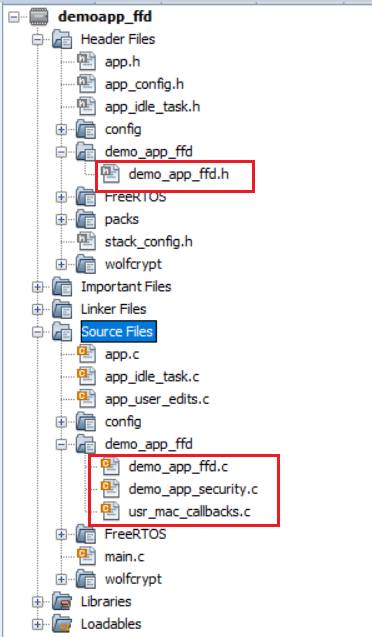 demoapp_ffd
Header Files
app.h
app_config.h
app_idle_task.h
config
demo_app_ffd
demo_app_ffd.h
FreeRTOS
packs
stack_config.h
wolfcrypt
Important Files
Linker Files
Source Files
app.c
app_idle_task.c
app_user_edits.c
config
demo_app_ffd
demo_app_ffd.c
demo_app_security.c
usr_mac_callbacks.c
FreeRTOS
main.c
wolfcrypt
Libraries
Loadables